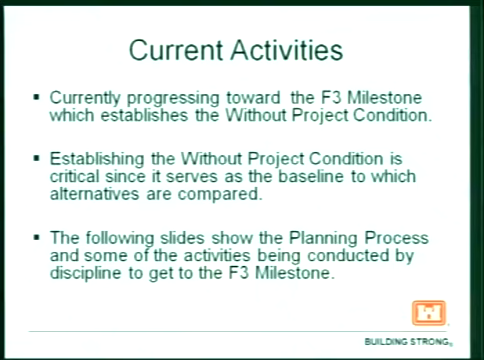 Current Activities
▪ Currently progressing toward the F3 Milestone
which establishes the Without Project Condition.
▪ Establishing the Without Project Condition is
critical since it serves as the baseline to which
alternatives are compared.
▪ The following slides show the Planning Process
and some of the activities being conducted by
discipline to get to the F3 Milestone.
BUILDING STRONG®